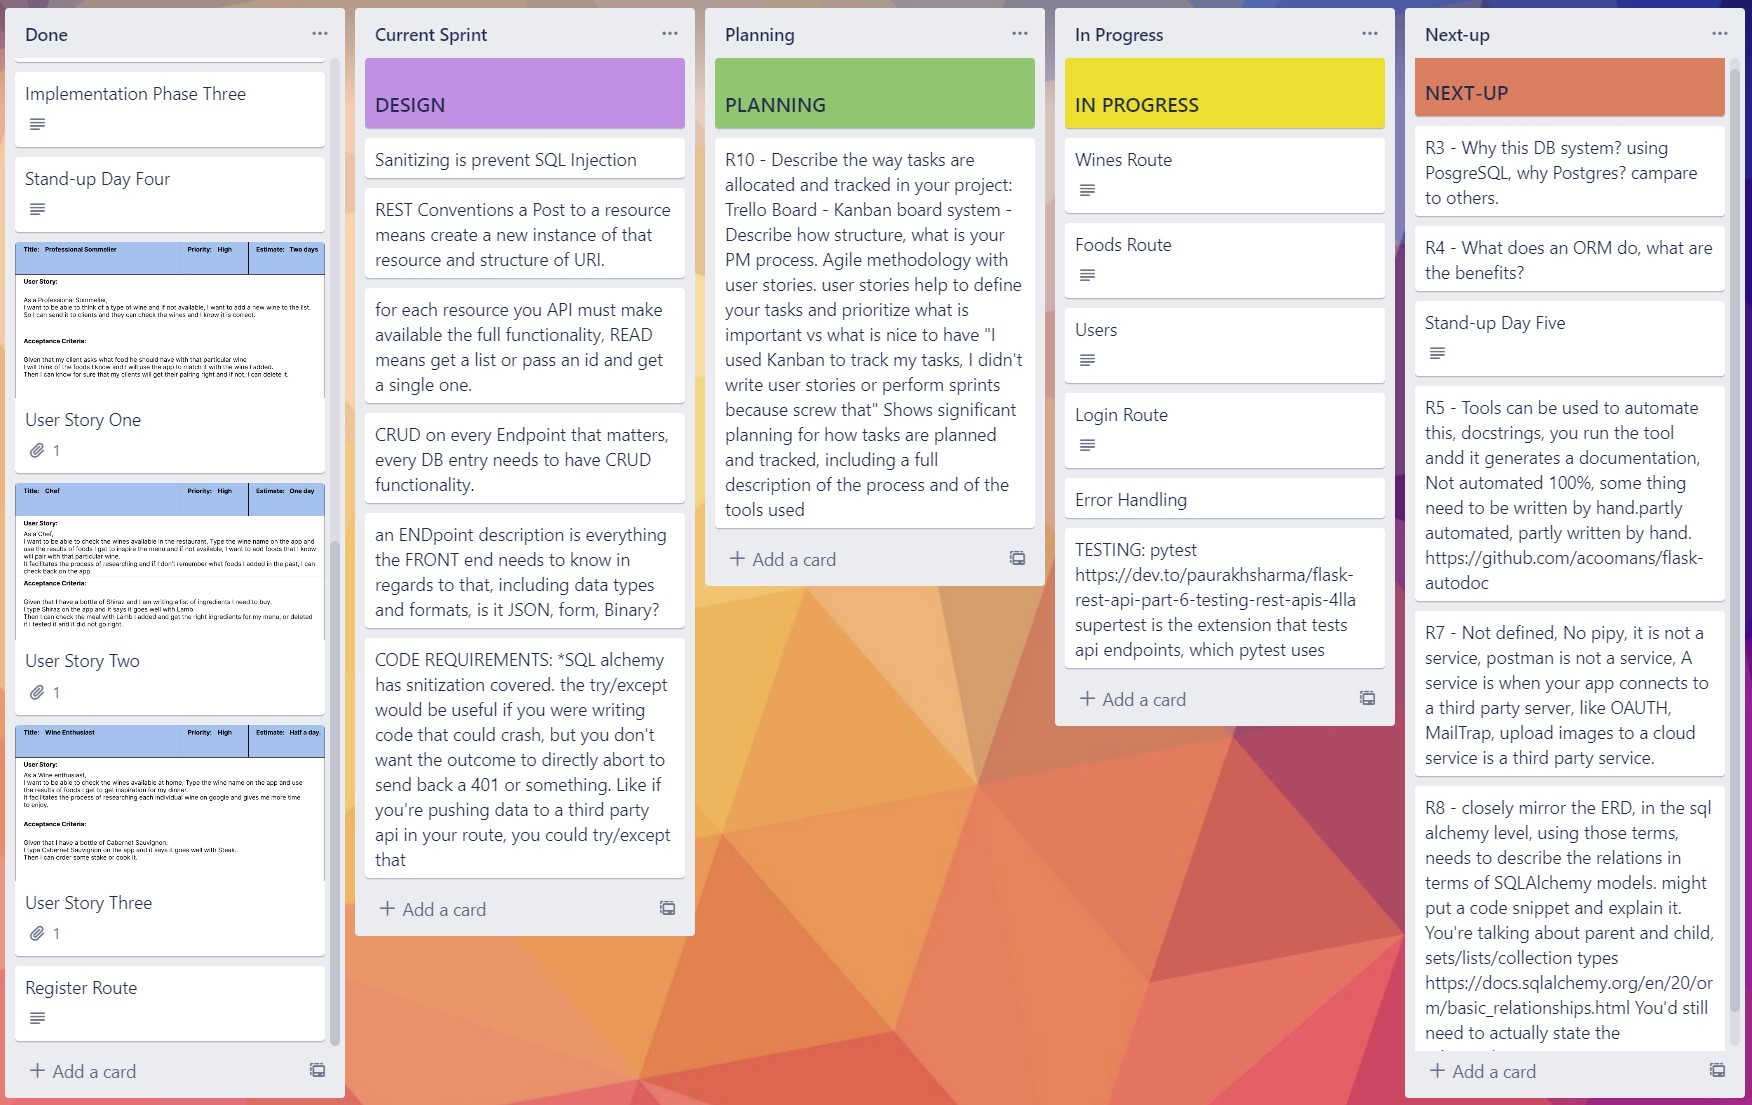 Done
Implementation Phase Three
Stand-up Day Four
Title: Professional Sommelier Priority: High Estimate: Two days
User Story:
As a Professional Sommelier,
I want to be able to think of a type of wine and if not available, I want to add a new wine to the list.
So I can send it to clients and they can check the wines and I know it is correct.
Acceptance Criteria:
Given that my client asks what food he should have with that particular wine
I will think of the foods I know and I will use the app to match it with the wine I added.
Then I can know for sure that my clients will get their pairing right and if not, I can delete it.
User Story One
1
Title: Chef Priority: High Estimate: One day
User Story:
As a Chef,
I want to be able to check the wines available in the restaurant, Type the wine name on the app and
use the results of foods I get to inspire the menu and if not available, I want to add foods that I know
will pair with that particular wine.
It facilitates the process of researching and if I don't remember what foods I added in the past, I can
check back on the app.
Acceptance Criteria:
Given that I have a bottle of Shiraz and I am writing a list of ingredients I need to buy.
I type Shiraz on the app and it says it goes well with Lamb.
Then I can check the meal with Lamb I added and get the right ingredients for my menu, or deleted
if I tested it and it did not go right.
User Story Two
1
Title: Wine Enthusiast Priority: High Estimate: Half a day.
User Story:
As a Wine enthusiast,
I want to be able to check the wines available at home, Type the wine name on the app and use
the results of foods I get to get inspiration for my dinner.
It facilitates the process of researching each individual wine on google and gives me more time
to enjoy.
Acceptance Criteria:
Given that I have a bottle of Cabernet Sauvignon.
I type Cabernet Sauvignon on the app and it says it goes well with Steak.
Then I can order some stake or cook it.
User Story Three
1
Register Route
+ Add a card
Current Sprint
DESIGN
Sanitizing is prevent SQL Injection
REST Conventions a Post to a resource
means create a new instance of that
resource and structure of URI.
for each resource you API must make
available the full functionality, READ
means get a list or pass an id and get
a single one.
CRUD on every Endpoint that matters,
every DB entry needs to have CRUD
functionality.
an ENDpoint description is everything
the FRONT end needs to know in
regards to that, including data types
and formats, is it JSON, form, Binary?
CODE REQUIREMENTS: *SQL alchemy
has snitization covered. the try/except
would be useful if you were writing
code that could crash, but you don't
want the outcome to directly abort to
send back a 401 or something. Like if
you're pushing data to a third party
api in your route, you could try/except
that
+ Add a card
Planning
PLANNING
R10 - Describe the way tasks are
allocated and tracked in your project:
Trello Board - Kanban board system -
Describe how structure, what is your
PM process. Agile methodology with
user stories. user stories help to define
your tasks and prioritize what is
important vs what is nice to have "I
used Kanban to track my tasks, I didn't
write user stories or perform sprints
because screw that" Shows significant
planning for how tasks are planned
and tracked, including a full
description of the process and of the
tools used
+ Add a card
In Progress
IN PROGRESS
Wines Route
Foods Route
Users
Login Route
Error Handling
TESTING: pytest
https://dev.to/paurakhsharma/flask-
rest-api-part-6-testing-rest-apis-4lla
supertest is the extension that tests
api endpoints, which pytest uses
+ Add a card
Next-up
NEXT-UP
R3 - Why this DB system? using
PosgreSQL, why Postgres? campare
to others.
R4 - What does an ORM do, what are
the benefits?
Stand-up Day Five
R5 - Tools can be used to automate
this, docstrings, you run the tool
andd it generates a documentation,
Not automated 100%, some thing
need to be written by hand.partly
automated, partly written by hand.
https://github.com/acoomans/flask-
autodoc
R7 - Not defined, No pipy, it is not a
service, postman is not a service, A
service is when your app connects to
a third party server, like OAUTH,
MailTrap, upload images to a cloud
service is a third party service.
R8 - closely mirror the ERD, in the sql
alchemy level, using those terms,
needs to describe the relations in
terms of SQLAlchemy models. might
put a code snippet and explain it.
You're talking about parent and child,
sets/lists/collection types
https://docs.sqlalchemy.org/en/20/or
m/basic_relationships.html You'd still
need to actually state the
+ Add a card